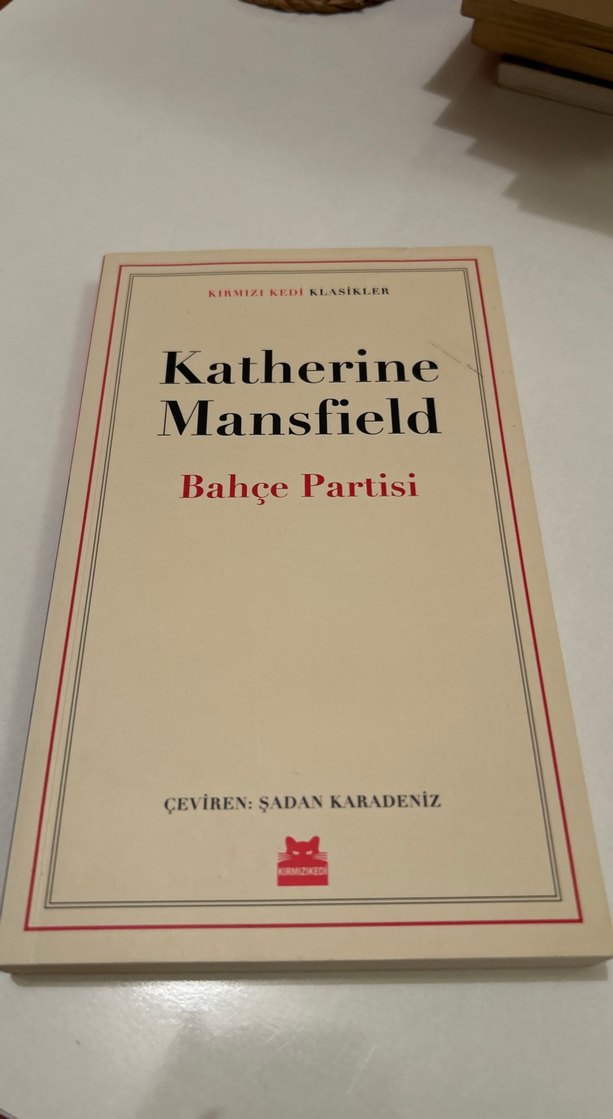 KIRMIZI KEDİ KLASİKLER
Katherine
Mansfield
Bahçe Partisi
ÇEVİREN: ŞADAN KARADENİZ
KIRMIZIKEDİ